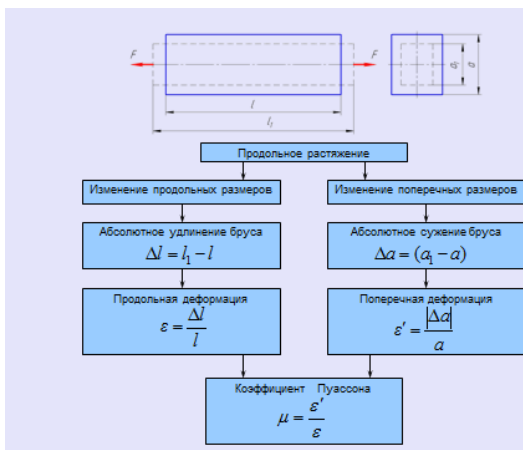 F F
l
l₁
a₁ a
Продольное растяжение
Изменение продольных размеров
Изменение поперечных размеров
Абсолютное удлинение бруса
Δl = l₁ − l
Абсолютное сужение бруса
Δa = (a₁ − a)
Продольная деформация
ε = Δl / l
Поперечная деформация
ε′ = |Δa| / a
Коэффициент Пуассона
μ = ε′ / ε